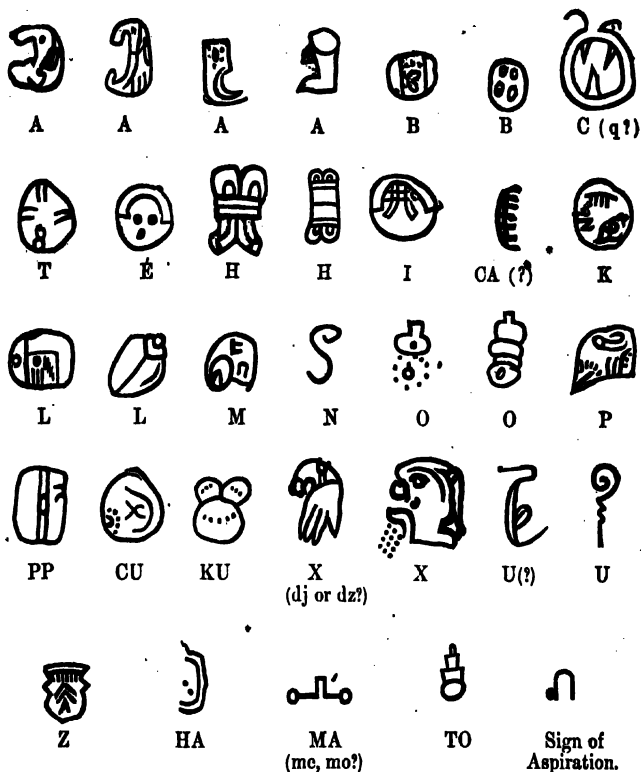 A A A A B B C (q?)
T É H H I CA (?) K
L L M N O O P
PP CU KU X X U(?) U
(dj or dz?)
Z HA MA TO Sign of
(me, mo?) Aspiration.